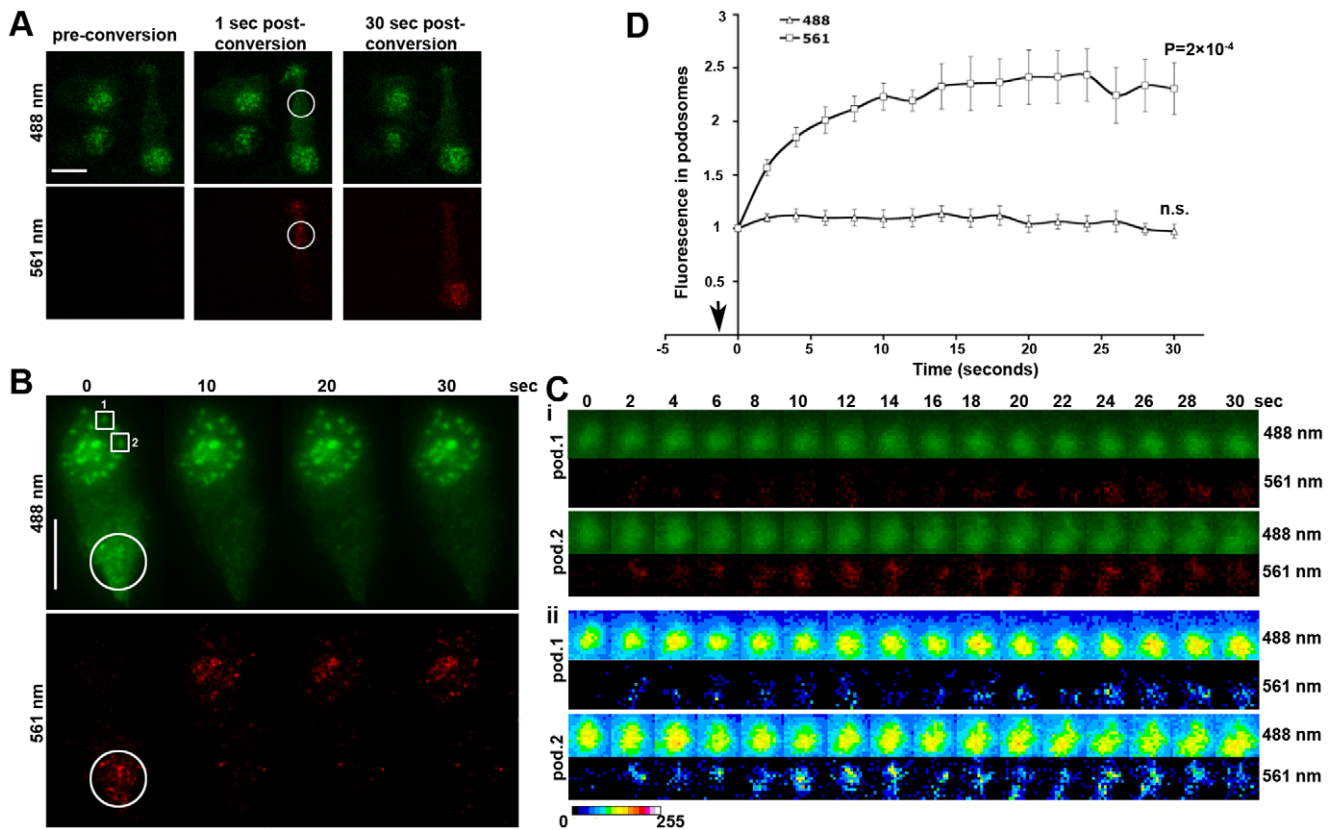 A
pre-conversion
1 sec post-
conversion
30 sec post-
conversion
488 nm
561 nm
B
0 10 20 30 sec
1
2
488 nm
561 nm
D
488
561
Fluorescence in podosomes
3
2.5
2
1.5
1
0.5
P=2×10-4
n.s.
-5 0 5 10 15 20 25 30
Time (seconds)
C
0 2 4 6 8 10 12 14 16 18 20 22 24 26 28 30 sec
i
pod.1
488 nm
561 nm
pod.2
488 nm
561 nm
ii
pod.1
488 nm
561 nm
pod.2
488 nm
561 nm
0 255